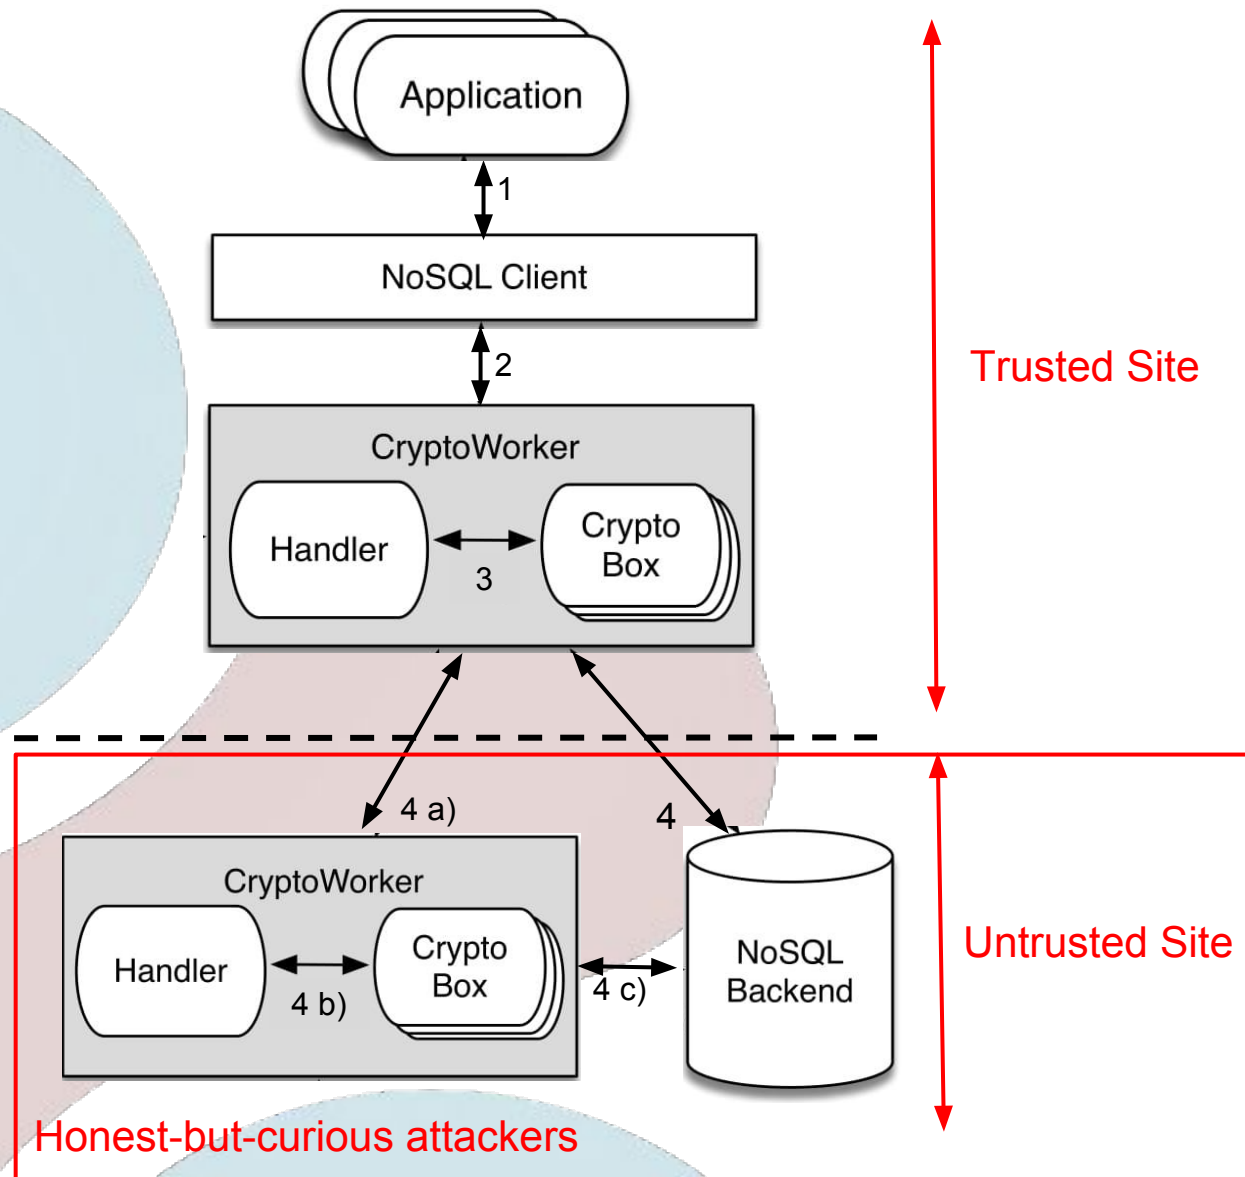 Application
1
NoSQL Client
2
Trusted Site
CryptoWorker
Handler
Crypto
Box
3
4 a)
4
CryptoWorker
Handler
Crypto
Box
4 b)
4 c)
NoSQL
Backend
Untrusted Site
Honest-but-curious attackers